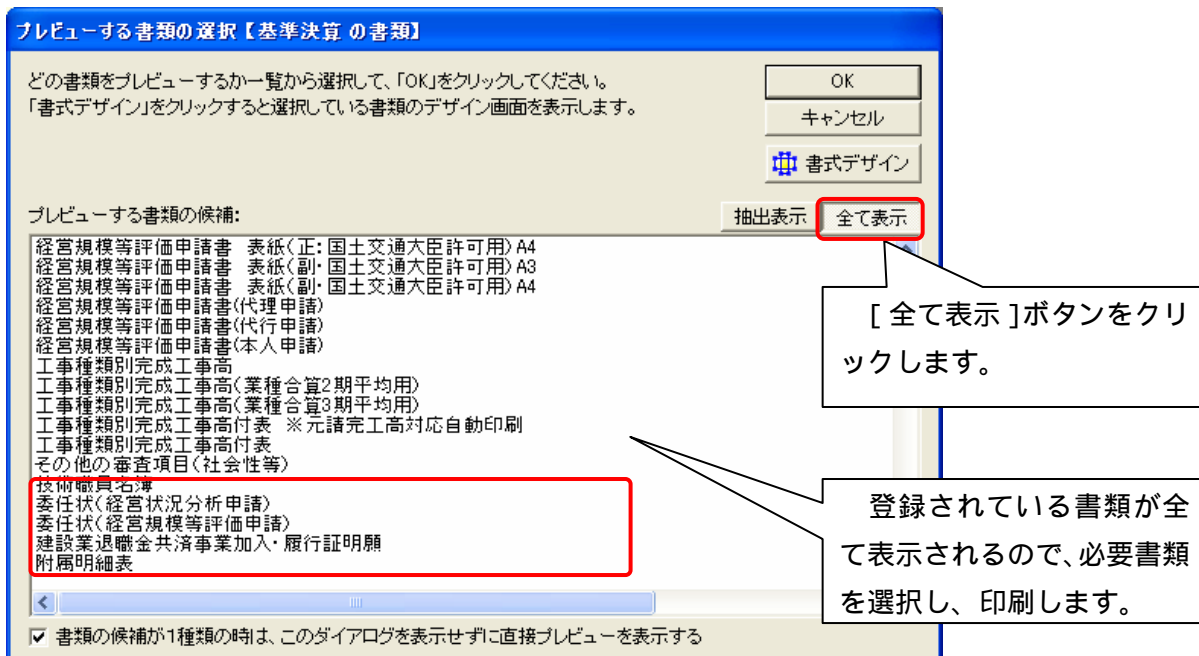 プレビューする書類の選択【基準決算 の書類】
どの書類をプレビューするか一覧から選択して、「OK」をクリックしてください。
「書式デザイン」をクリックすると選択している書類のデザイン画面を表示します。
OK
キャンセル
書式デザイン
プレビューする書類の候補:
抽出表示
全て表示
経営規模等評価申請書 表紙(正:国土交通大臣許可用)A4
経営規模等評価申請書 表紙(副・国土交通大臣許可用)A3
経営規模等評価申請書 表紙(副・国土交通大臣許可用)A4
経営規模等評価申請書(代理申請)
経営規模等評価申請書(代行申請)
経営規模等評価申請書(本人申請)
工事種類別完成工事高
工事種類別完成工事高(業種合算2期平均用)
工事種類別完成工事高(業種合算3期平均用)
工事種類別完成工事高付表 ※元請完工高対応自動印刷
工事種類別完成工事高付表
その他の審査項目(社会性等)
技術職員名簿
委任状(経営状況分析申請)
委任状(経営規模等評価申請)
建設業退職金共済事業加入・履行証明願
附属明細表
書類の候補が1種類の時は、このダイアログを表示せずに直接プレビューを表示する
[全て表示]ボタンをクリ
ックします。
登録されている書類が全
て表示されるので、必要書類
を選択し、印刷します。